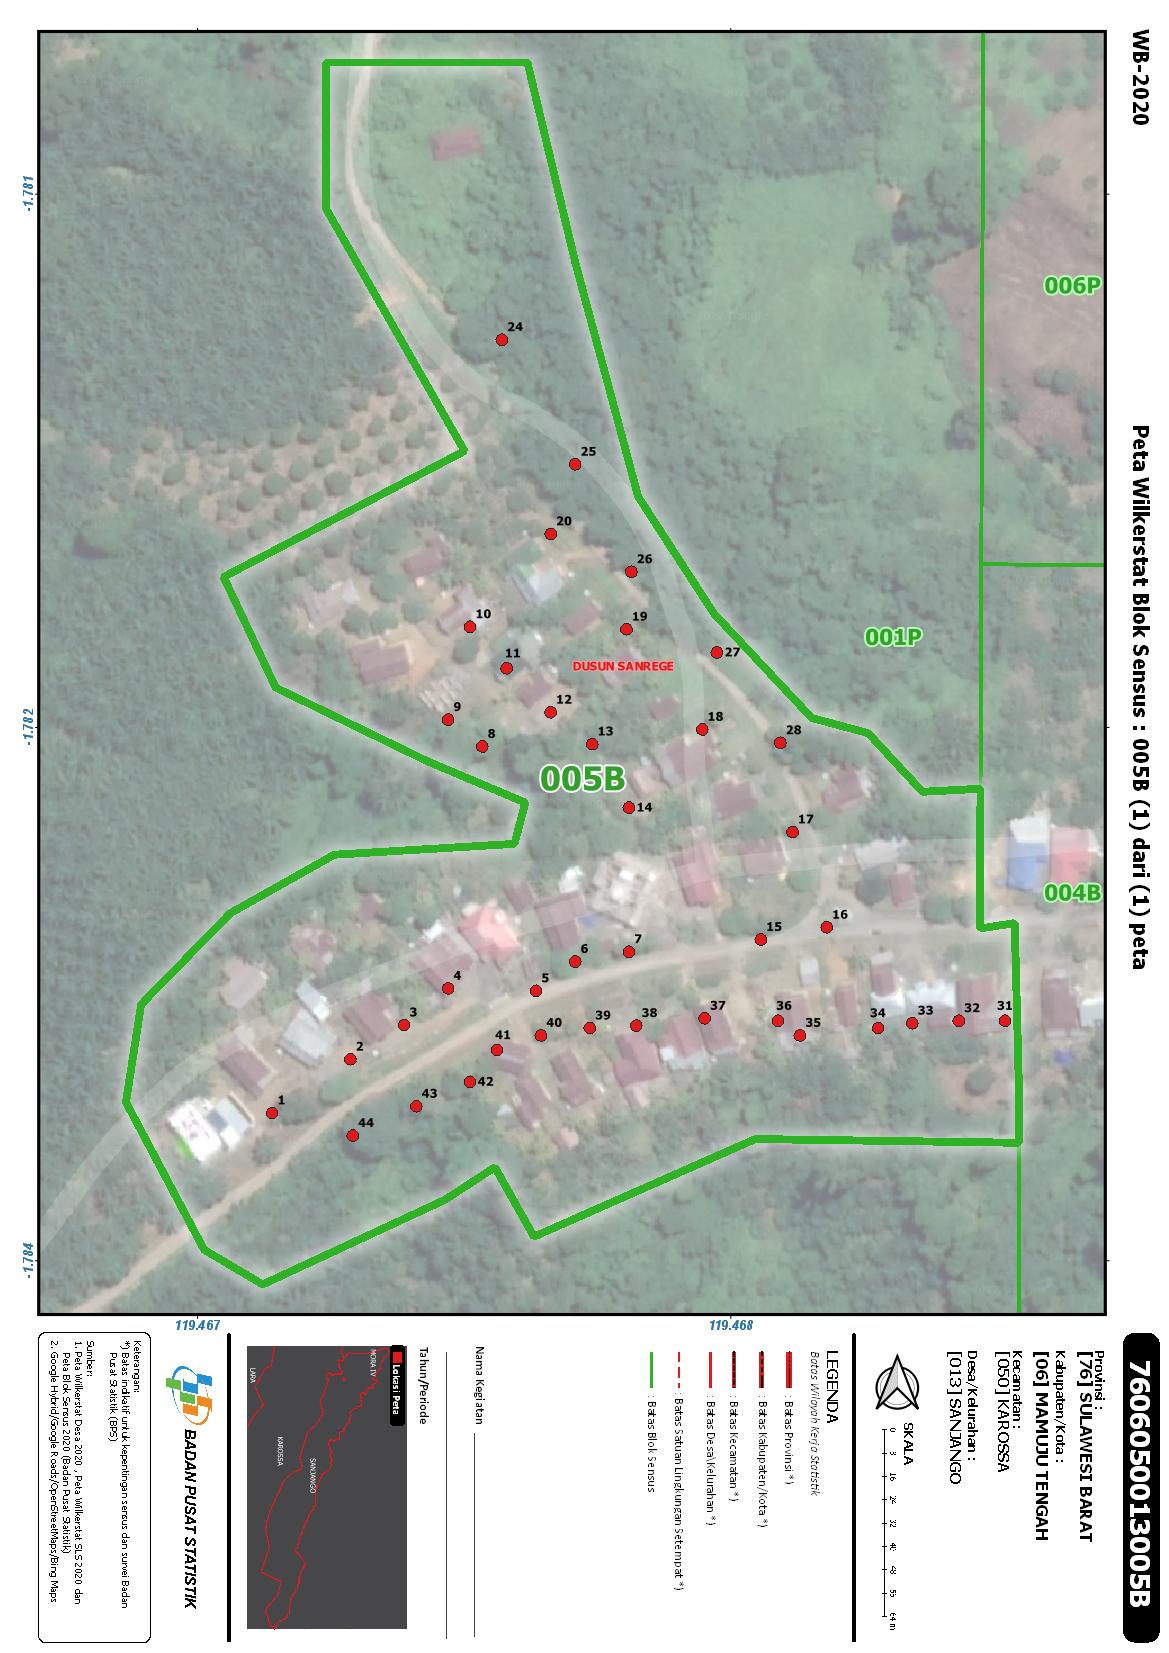 WB-2020
Peta Wilkerstat Blok Sensus : 005B (1) dari (1) peta
-1.781
-1.782
-1.784
119.467
119.468
006P
001P
004B
005B
DUSUN SANREGE
24
25
20
26
10
19
11
27
9
12
18
8
13
28
14
17
16
15
7
6
4
5
3
37
36
35
34
33
32
31
2
41
40
39
38
42
1
43
44
7606050013005B
Provinsi :
[76] SULAWESI BARAT
Kabupaten/Kota :
[06] MAMUJU TENGAH
Kecamatan :
[050] KAROSSA
Desa/Kelurahan :
[013] SANJANGO
SKALA
0 8 16 24 32 40 48 56 64 m
LEGENDA
Batas Wilayah Kerja Statistik
: Batas Provinsi *)
: Batas Kabupaten/Kota *)
: Batas Kecamatan *)
: Batas Desa\Kelurahan *)
: Batas Satuan Lingkungan Setempat *)
: Batas Blok Sensus
Nama Kegiatan
Tahun/Periode
Lokasi Peta
MORA IV
LARA
KAROSSA
SANJANGO
BADAN PUSAT STATISTIK
Keterangan:
*) Batas indikatif untuk kepentingan sensus dan survei Badan
Pusat Statistik (BPS)
Sumber:
1. Peta Wilkerstat Desa 2020 , Peta Wilkerstat SLS 2020 dan
Peta Blok Sensus 2020 (Badan Pusat Statistik)
2. Google Hybrid/Google Roads/OpenStreetMaps/Bing Maps